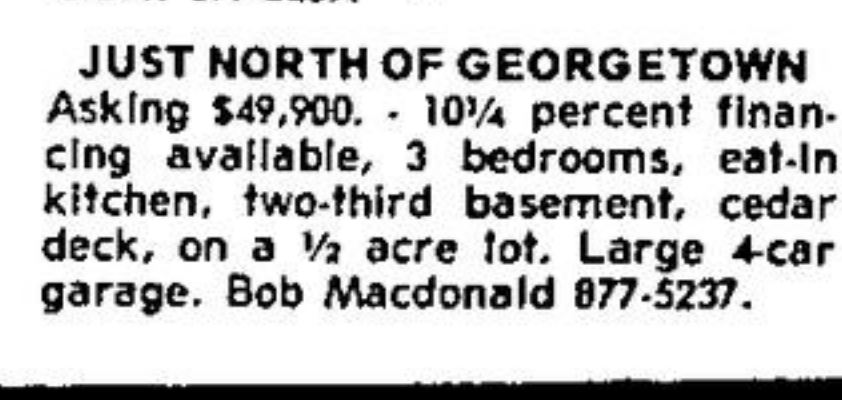 JUST NORTH OF GEORGETOWN
Asking $49,900. - 10¼ percent finan-
cing available, 3 bedrooms, eat-in
kitchen, two-third basement, cedar
deck, on a ½ acre lot. Large 4-car
garage. Bob Macdonald 877-5237.